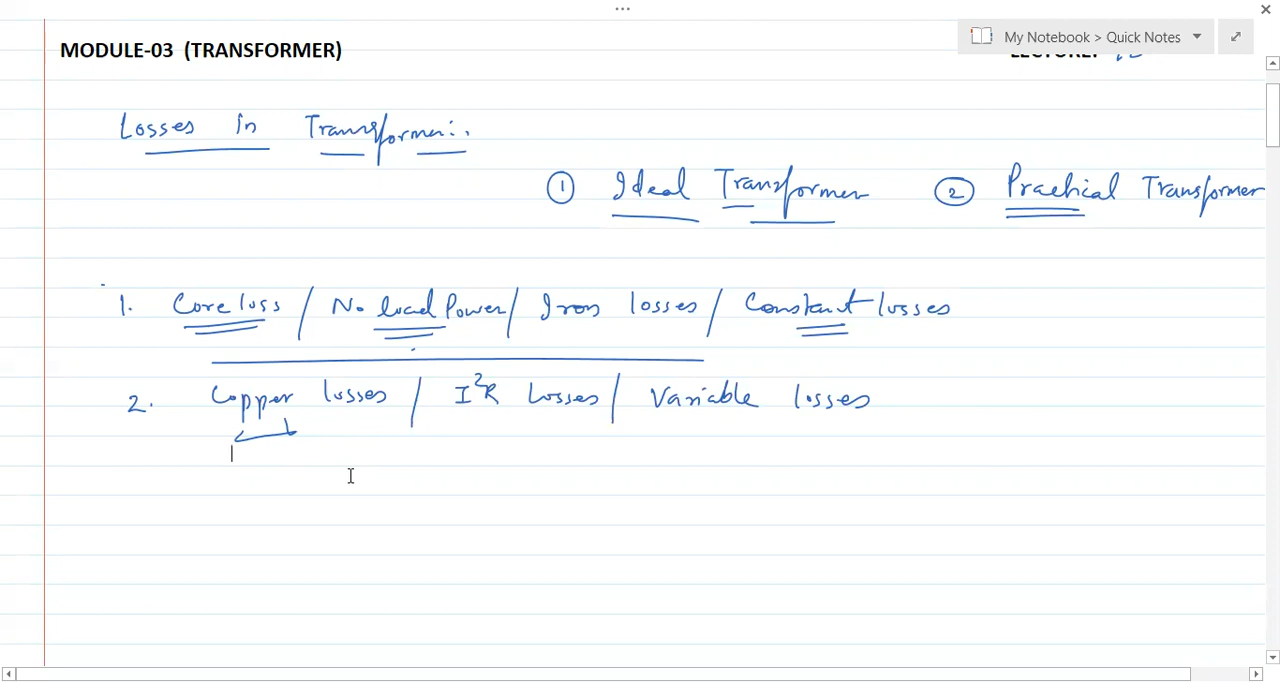 My Notebook > Quick Notes
MODULE-03 (TRANSFORMER)
Losses in Transformer:.
① Ideal Transformer ② Practical Transformer
1. Core loss / No load Power / Iron losses / Constant losses
2. Copper losses / I²R Losses / Variable losses